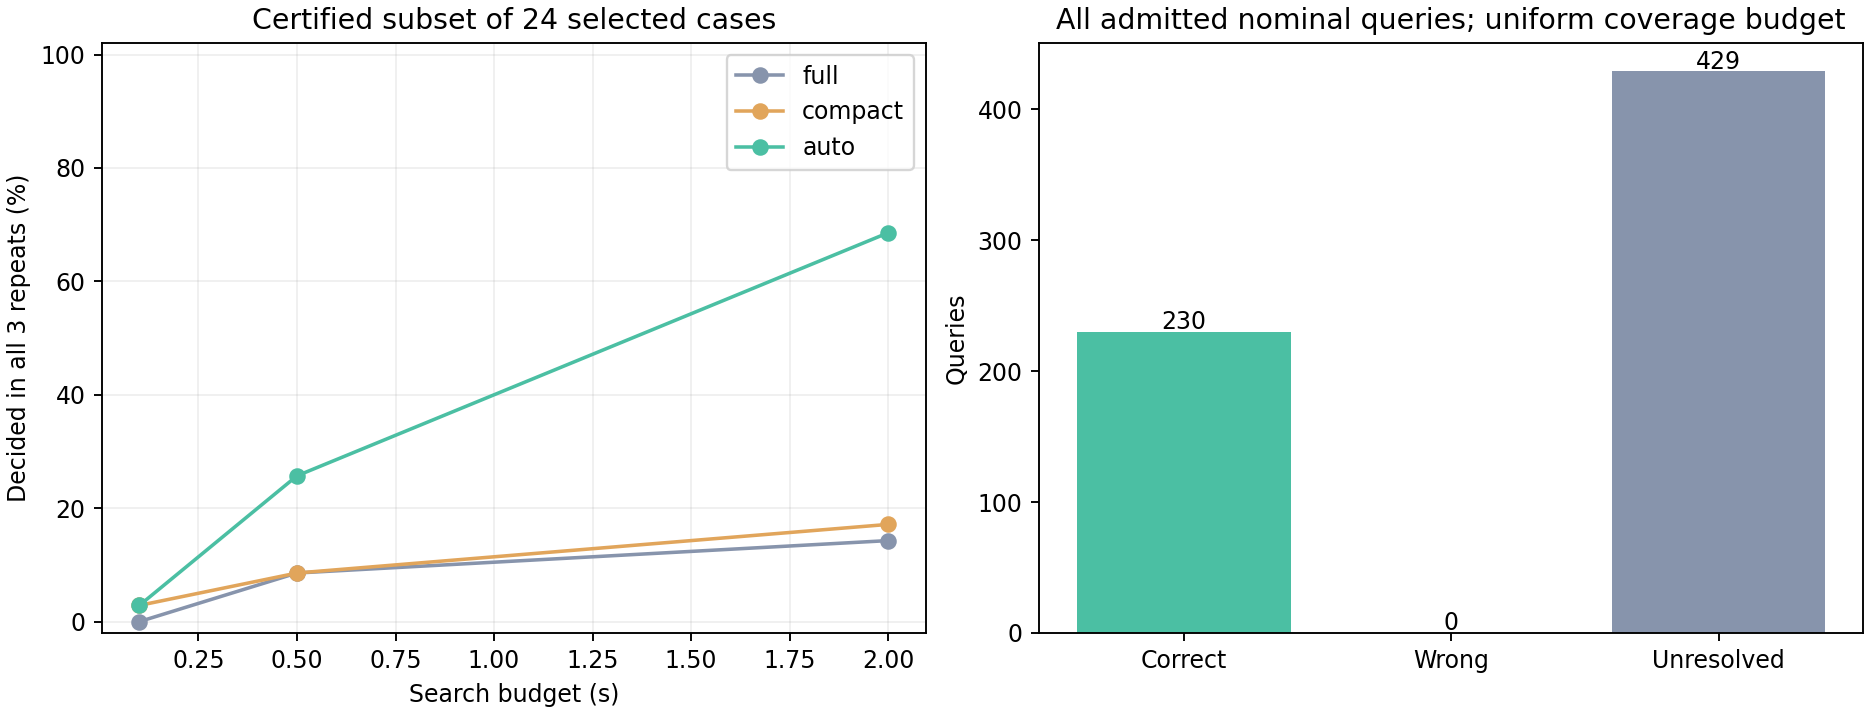 Certified subset of 24 selected cases
100
80
60
40
20
0
Decided in all 3 repeats (%)
full
compact
auto
0.25 0.50 0.75 1.00 1.25 1.50 1.75 2.00
Search budget (s)
All admitted nominal queries; uniform coverage budget
400
300
200
100
0
Queries
230
0
429
Correct Wrong Unresolved